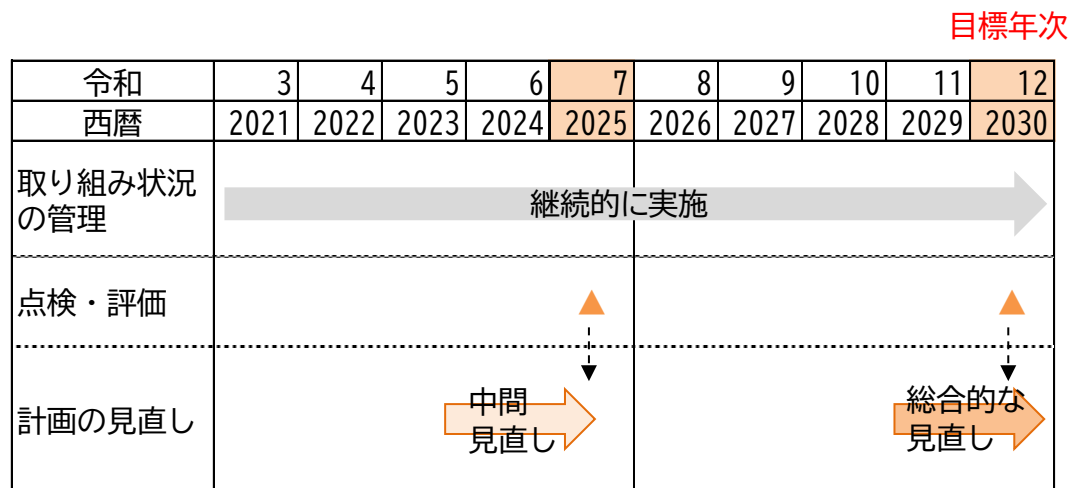 目標年次
令和 3 4 5 6 7 8 9 10 11 12
西暦 2021 2022 2023 2024 2025 2026 2027 2028 2029 2030
取り組み状況
の管理
継続的に実施
点検・評価
計画の見直し
中間
見直し
総合的な
見直し